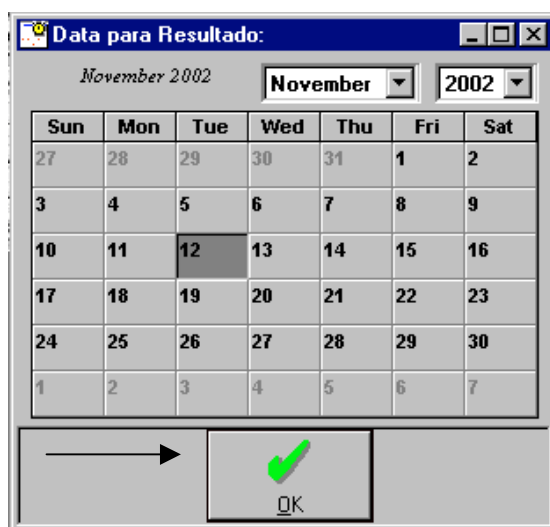 Data para Resultado:
November 2002 November 2002
Sun Mon Tue Wed Thu Fri Sat
27 28 29 30 31 1 2
3 4 5 6 7 8 9
10 11 12 13 14 15 16
17 18 19 20 21 22 23
24 25 26 27 28 29 30
1 2 3 4 5 6 7
OK